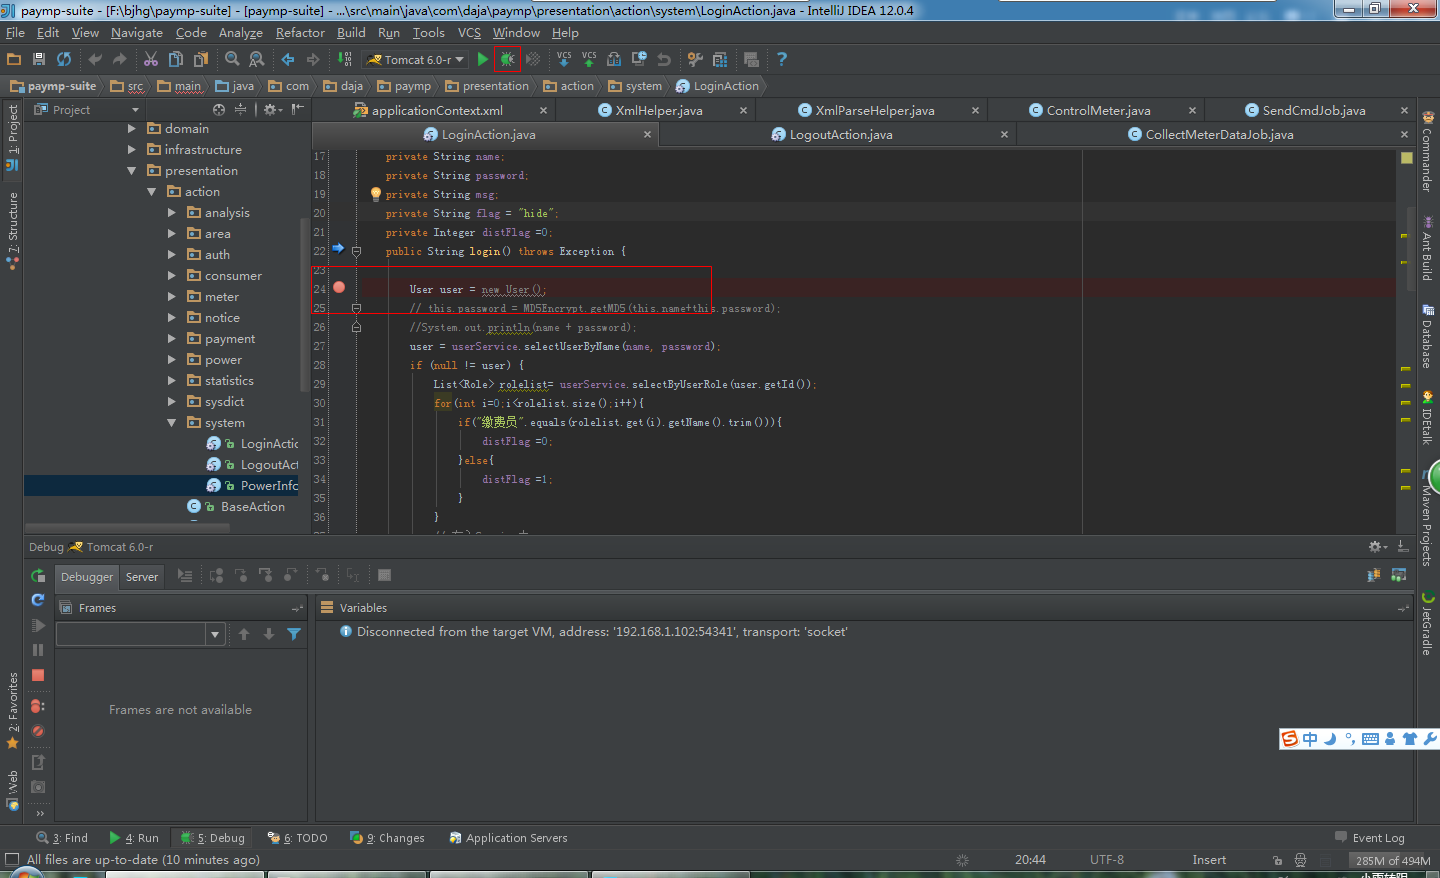 paymp-suite - [F:\bjhg\paymp-suite] - [paymp-suite] - ...\src\main\java\com\daja\paymp\presentation\action\system\LoginAction.java - IntelliJ IDEA 12.0.4
File Edit View Navigate Code Analyze Refactor Build Run Tools VCS Window Help
Tomcat 6.0-r VCS VCS
paymp-suite src main java com daja paymp presentation action system LoginAction
Project
applicationContext.xml XmlHelper.java XmlParseHelper.java ControlMeter.java SendCmdJob.java
LoginAction.java LogoutAction.java CollectMeterDataJob.java
domain
infrastructure
presentation
action
analysis
area
auth
consumer
meter
notice
payment
power
statistics
sysdict
system
LoginActio
LogoutAct
PowerInfo
BaseAction
17 private String name;
18 private String password;
19 private String msg;
20 private String flag = "hide";
21 private Integer distFlag =0;
22 public String login() throws Exception {
23
24 User user = new User();
25 // this.password = MD5Encrypt.getMD5(this.name+this.password);
26 //System.out.println(name + password);
27 user = userService.selectUserByName(name, password);
28 if (null != user) {
29 List<Role> rolelist= userService.selectByUserRole(user.getId());
30 for(int i=0;i<rolelist.size();i++){
31 if("缴费员".equals(rolelist.get(i).getName().trim())){
32 distFlag =0;
33 }else{
34 distFlag =1;
35 }
36 }
1: Project
7: Structure
2: Favorites
Web
Commander
Ant Build
Database
IDEtalk
Maven Projects
JetGradle
Debug Tomcat 6.0-r
Debugger Server
Frames Variables
Disconnected from the target VM, address: '192.168.1.102:54341', transport: 'socket'
Frames are not available
中
3: Find 4: Run 5: Debug 6: TODO 9: Changes Application Servers Event Log
All files are up-to-date (10 minutes ago) 20:44 UTF-8 Insert 285M of 494M